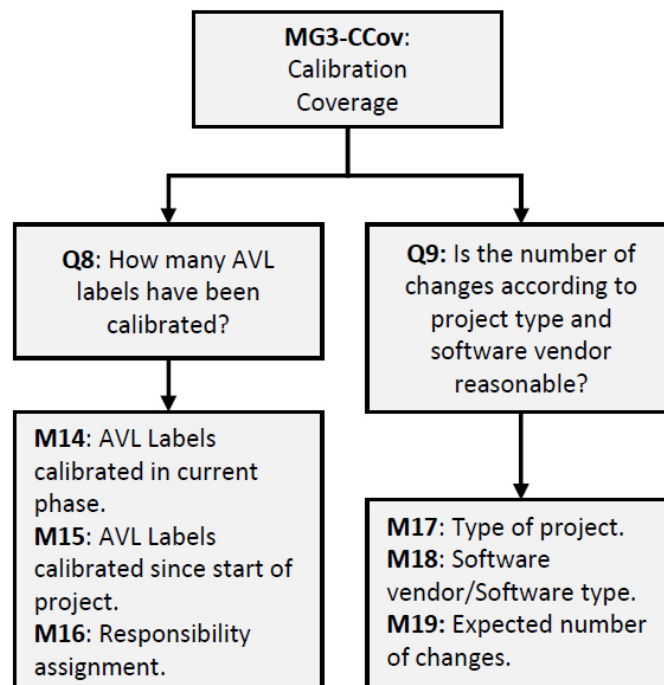 MG3-CCov:
Calibration
Coverage
Q8: How many AVL
labels have been
calibrated?
Q9: Is the number of
changes according to
project type and
software vendor
reasonable?
M14: AVL Labels
calibrated in current
phase.
M15: AVL Labels
calibrated since start of
project.
M16: Responsibility
assignment.
M17: Type of project.
M18: Software
vendor/Software type.
M19: Expected number
of changes.